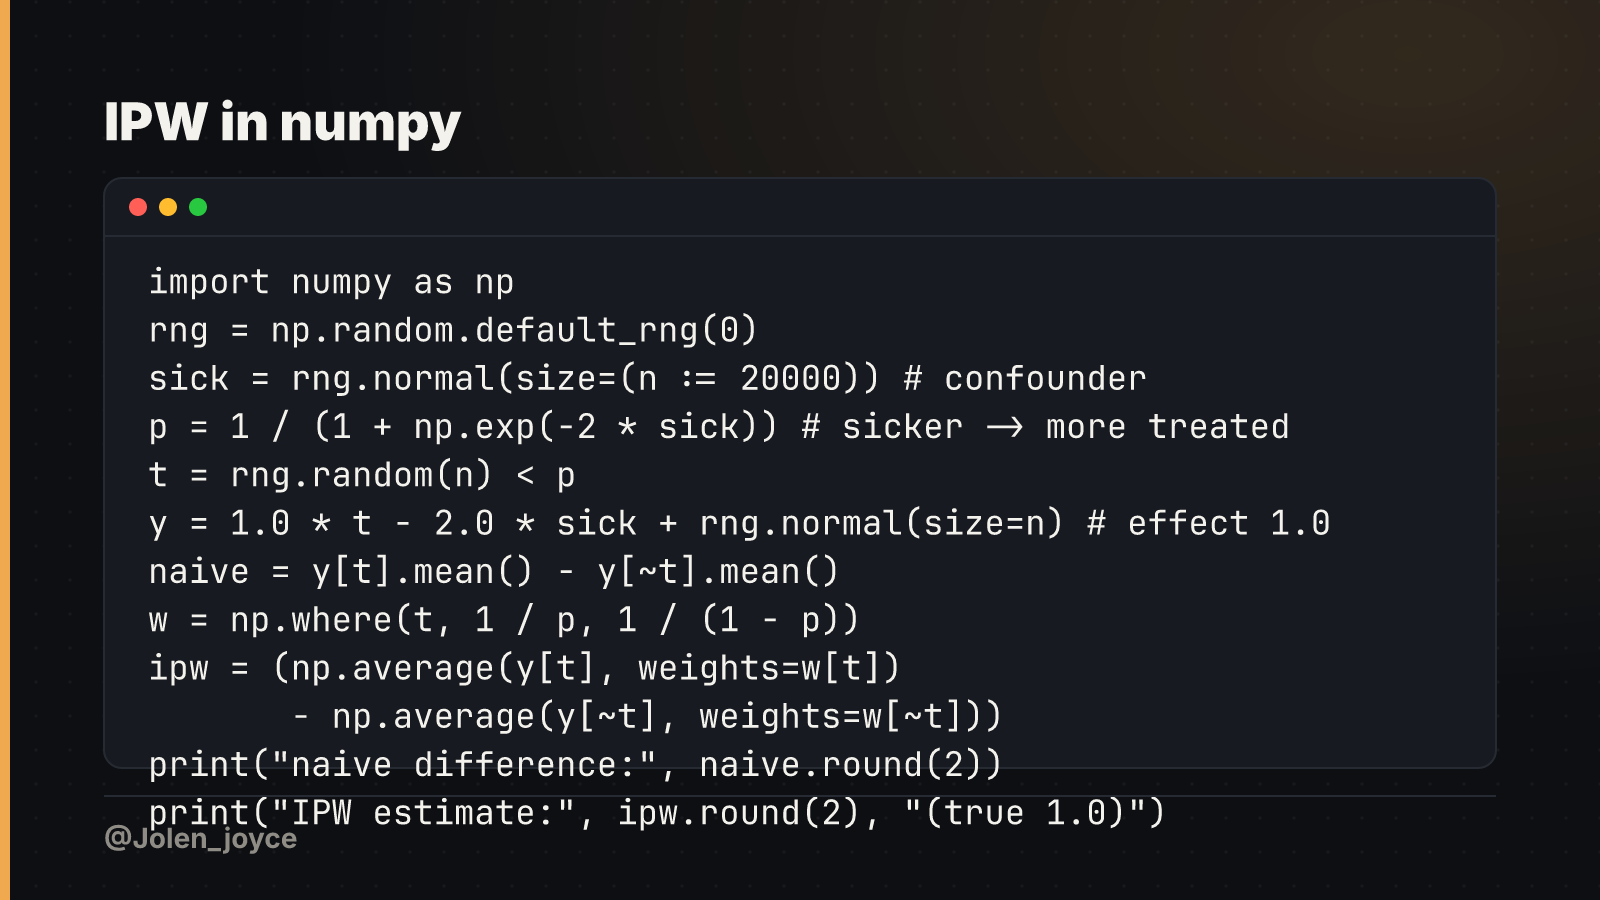 IPW in numpy
import numpy as np
rng = np.random.default_rng(0)
sick = rng.normal(size=(n := 20000)) # confounder
p = 1 / (1 + np.exp(-2 * sick)) # sicker -> more treated
t = rng.random(n) < p
y = 1.0 * t - 2.0 * sick + rng.normal(size=n) # effect 1.0
naive = y[t].mean() - y[~t].mean()
w = np.where(t, 1 / p, 1 / (1 - p))
ipw = (np.average(y[t], weights=w[t])
       - np.average(y[~t], weights=w[~t]))
print("naive difference:", naive.round(2))
print("IPW estimate:", ipw.round(2), "(true 1.0)")
@Jolen_joyce